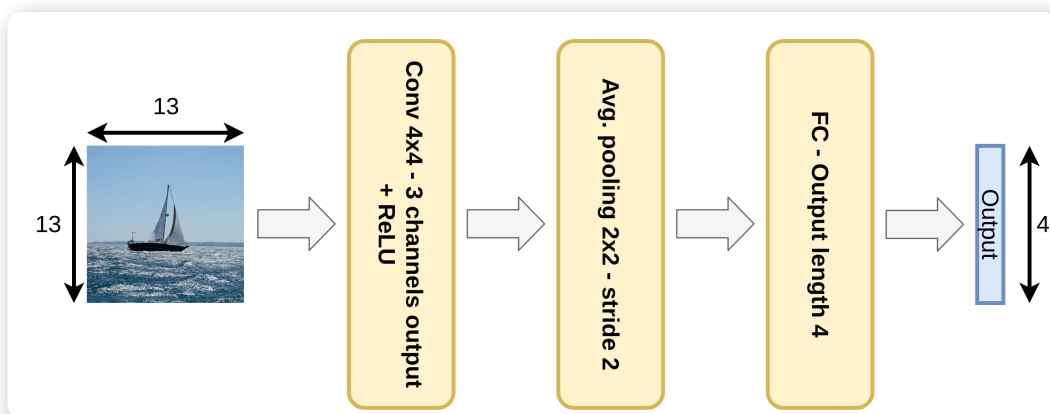 13
13
Conv 4x4 - 3 channels output
+ ReLU
Avg. pooling 2x2 - stride 2
FC - Output length 4
Output
4